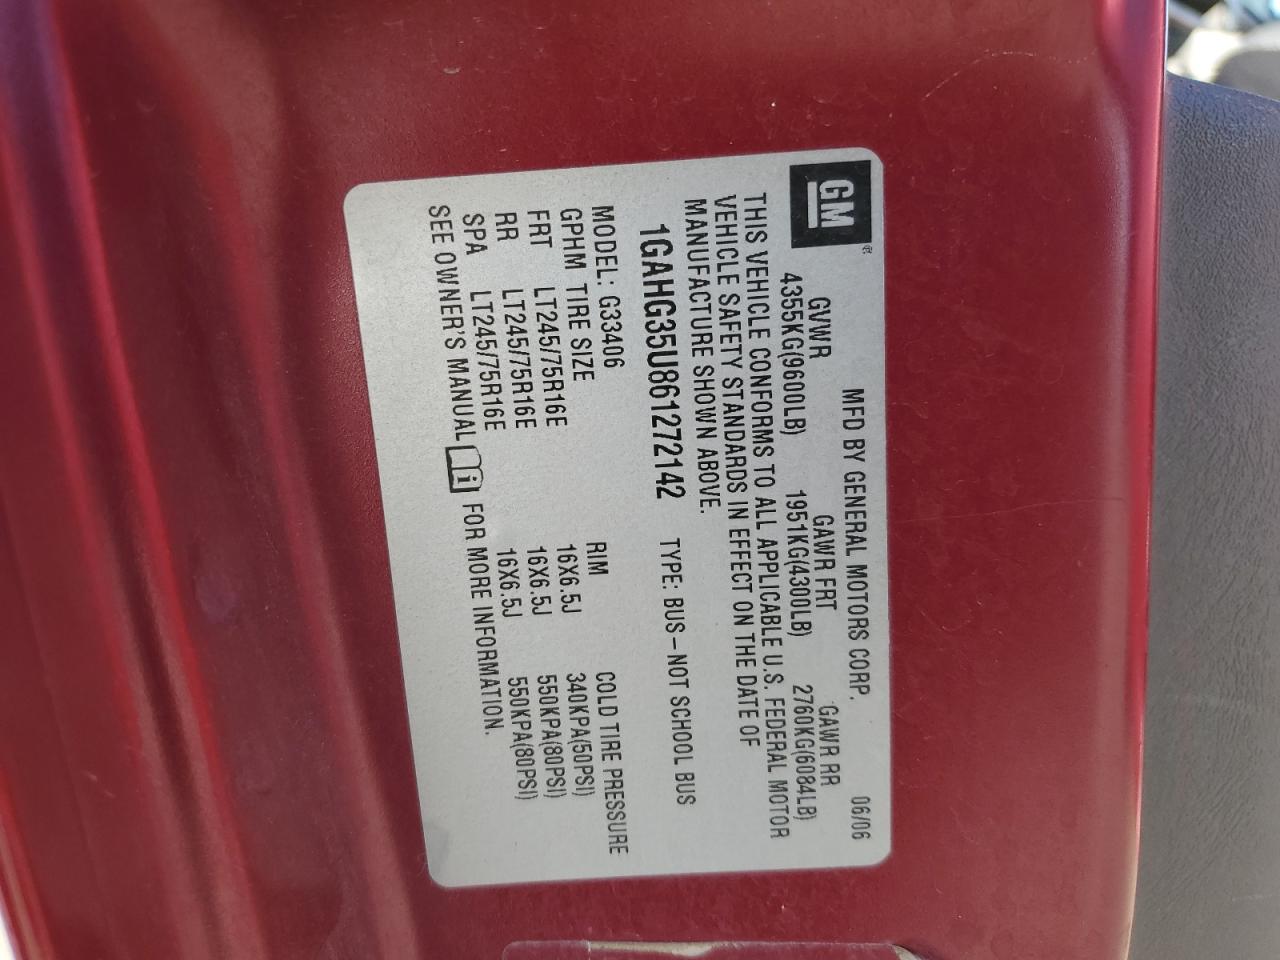 GM®
MFD BY GENERAL MOTORS CORP. 06/06
GVWR GAWR FRT GAWR RR
4355KG(9600LB) 1951KG(4300LB) 2760KG(6084LB)
THIS VEHICLE CONFORMS TO ALL APPLICABLE U.S. FEDERAL MOTOR
VEHICLE SAFETY STANDARDS IN EFFECT ON THE DATE OF
MANUFACTURE SHOWN ABOVE.
1GAHG35U861272142 TYPE: BUS – NOT SCHOOL BUS
MODEL: G33406
GPHM TIRE SIZE RIM COLD TIRE PRESSURE
FRT LT245/75R16E 16X6.5J 340KPA(50PSI)
RR LT245/75R16E 16X6.5J 550KPA(80PSI)
SPA LT245/75R16E 16X6.5J 550KPA(80PSI)
SEE OWNER'S MANUAL i FOR MORE INFORMATION.